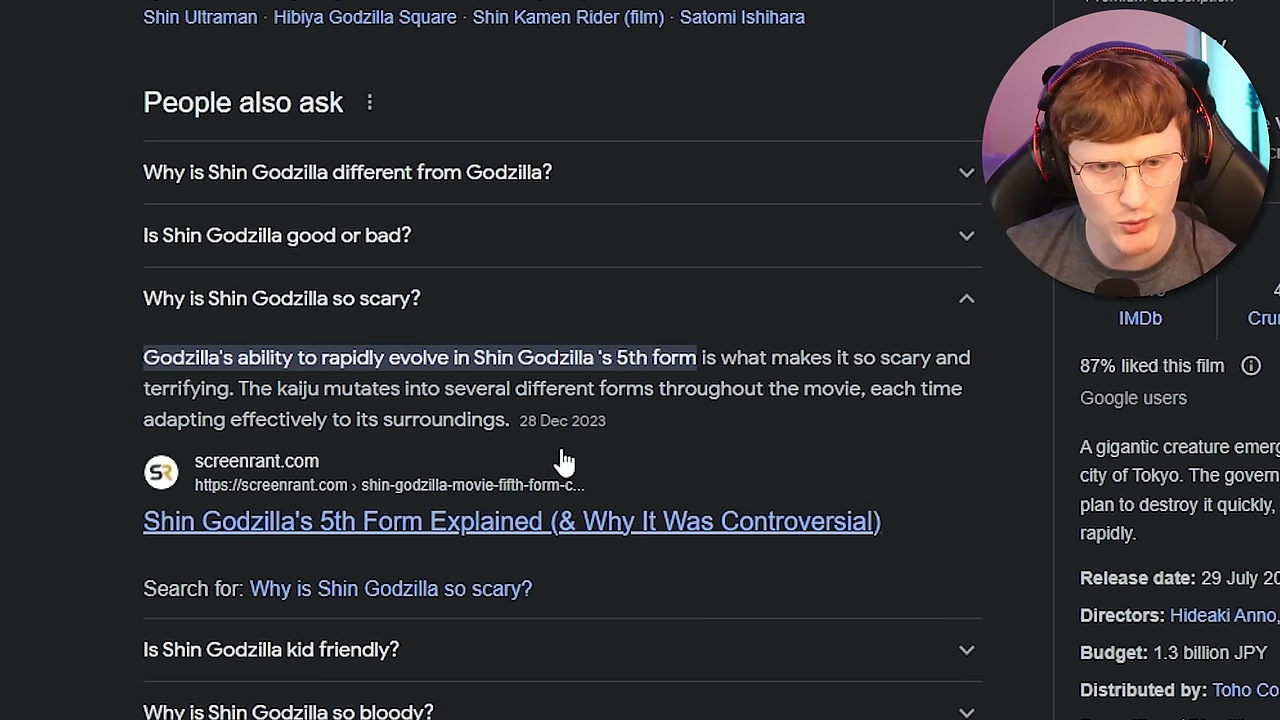 Shin Ultraman · Hibiya Godzilla Square · Shin Kamen Rider (film) · Satomi Ishihara
People also ask
Why is Shin Godzilla different from Godzilla?
Is Shin Godzilla good or bad?
Why is Shin Godzilla so scary?
Godzilla's ability to rapidly evolve in Shin Godzilla 's 5th form is what makes it so scary and
terrifying. The kaiju mutates into several different forms throughout the movie, each time
adapting effectively to its surroundings. 28 Dec 2023
SR
screenrant.com
https://screenrant.com › shin-godzilla-movie-fifth-form-c...
Shin Godzilla's 5th Form Explained (& Why It Was Controversial)
Search for: Why is Shin Godzilla so scary?
Is Shin Godzilla kid friendly?
Why is Shin Godzilla so bloody?
IMDb
87% liked this film
Google users
A gigantic creature emerg
city of Tokyo. The govern
plan to destroy it quickly,
rapidly.
Release date: 29 July 20
Directors: Hideaki Anno,
Budget: 1.3 billion JPY
Distributed by: Toho Co